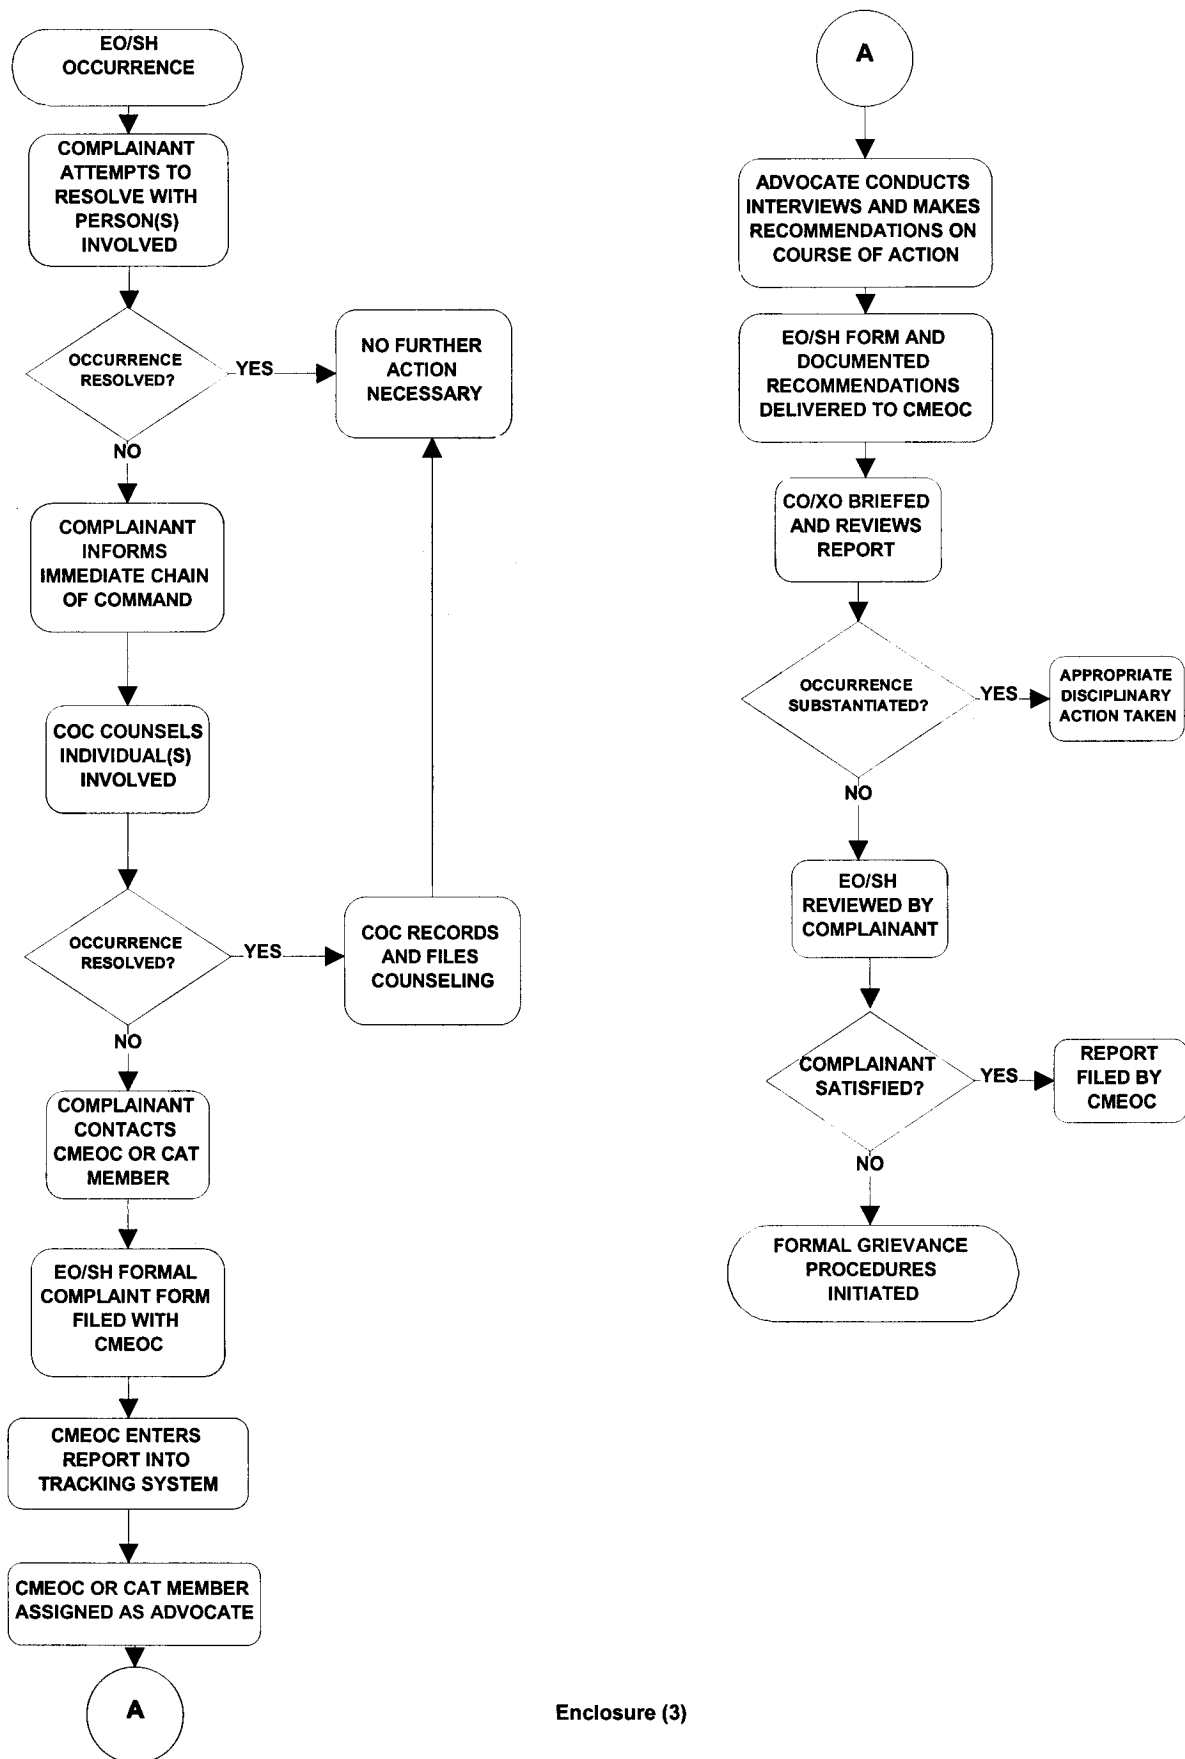 EO/SH
OCCURRENCE
COMPLAINANT
ATTEMPTS TO
RESOLVE WITH
PERSON(S)
INVOLVED
OCCURRENCE
RESOLVED?
YES
NO FURTHER
ACTION
NECESSARY
NO
COMPLAINANT
INFORMS
IMMEDIATE CHAIN
OF COMMAND
COC COUNSELS
INDIVIDUAL(S)
INVOLVED
OCCURRENCE
RESOLVED?
YES
COC RECORDS
AND FILES
COUNSELING
NO
COMPLAINANT
CONTACTS
CMEOC OR CAT
MEMBER
EO/SH FORMAL
COMPLAINT FORM
FILED WITH
CMEOC
CMEOC ENTERS
REPORT INTO
TRACKING SYSTEM
CMEOC OR CAT MEMBER
ASSIGNED AS ADVOCATE
A
A
ADVOCATE CONDUCTS
INTERVIEWS AND MAKES
RECOMMENDATIONS ON
COURSE OF ACTION
EO/SH FORM AND
DOCUMENTED
RECOMMENDATIONS
DELIVERED TO CMEOC
CO/XO BRIEFED
AND REVIEWS
REPORT
OCCURRENCE
SUBSTANTIATED?
YES
APPROPRIATE
DISCIPLINARY
ACTION TAKEN
NO
EO/SH
REVIEWED BY
COMPLAINANT
COMPLAINANT
SATISFIED?
YES
REPORT
FILED BY
CMEOC
NO
FORMAL GRIEVANCE
PROCEDURES
INITIATED
Enclosure (3)